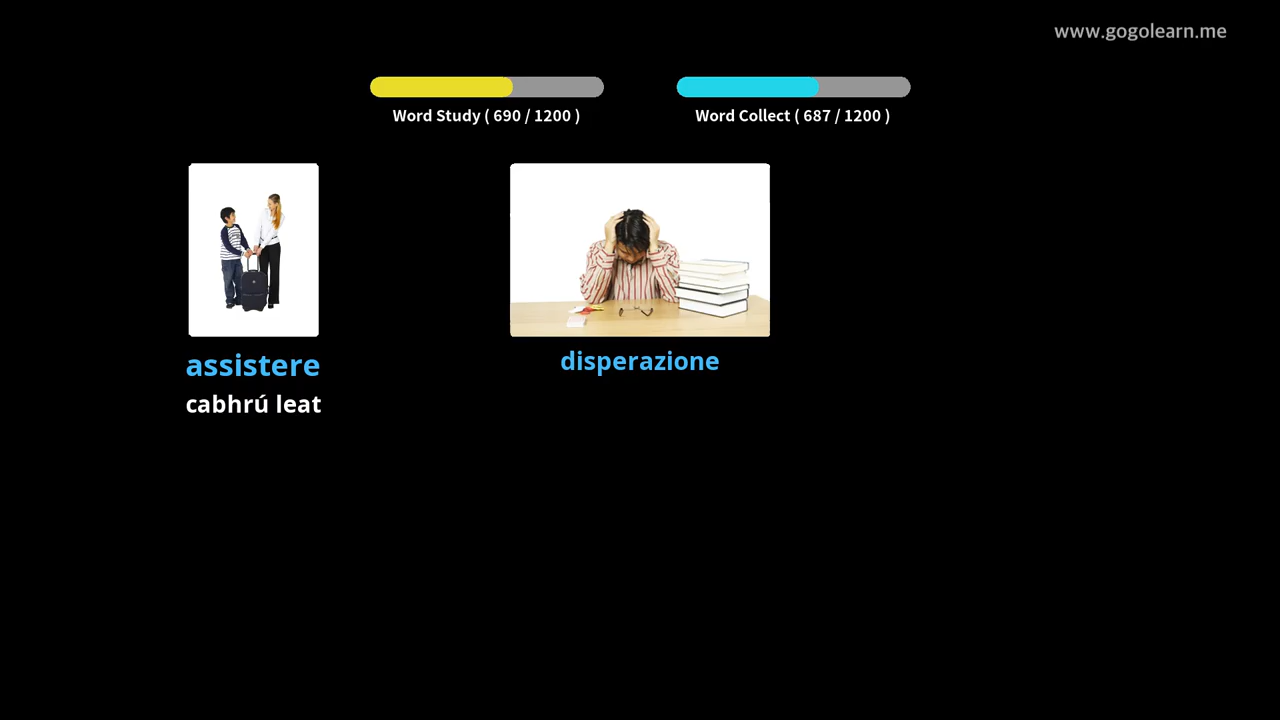 www.gogolearn.me
Word Study ( 690 / 1200 )
Word Collect ( 687 / 1200 )
assistere
cabhrú leat
disperazione